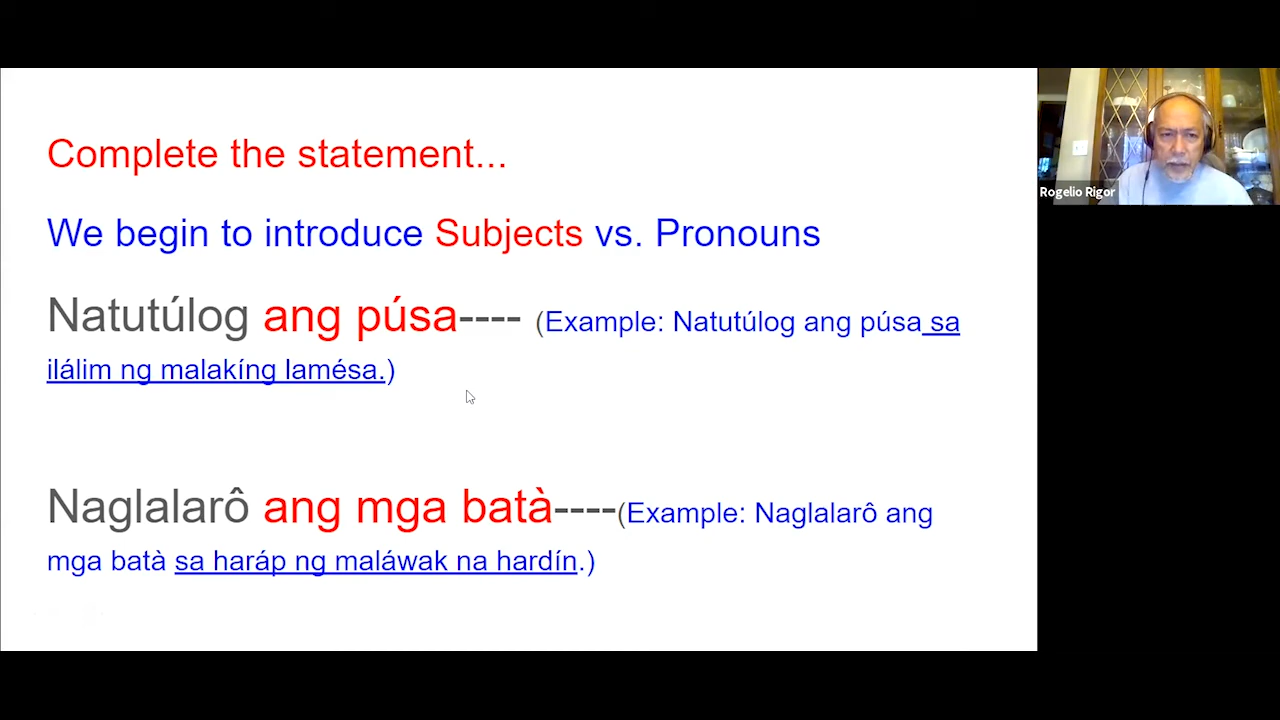 Complete the statement...
We begin to introduce Subjects vs. Pronouns
Natutúlog ang púsa---- (Example: Natutúlog ang púsa sa
ilálim ng malakíng lamésa.)
Naglalarô ang mga batà----(Example: Naglalarô ang
mga batà sa haráp ng maláwak na hardín.)
Rogelio Rigor